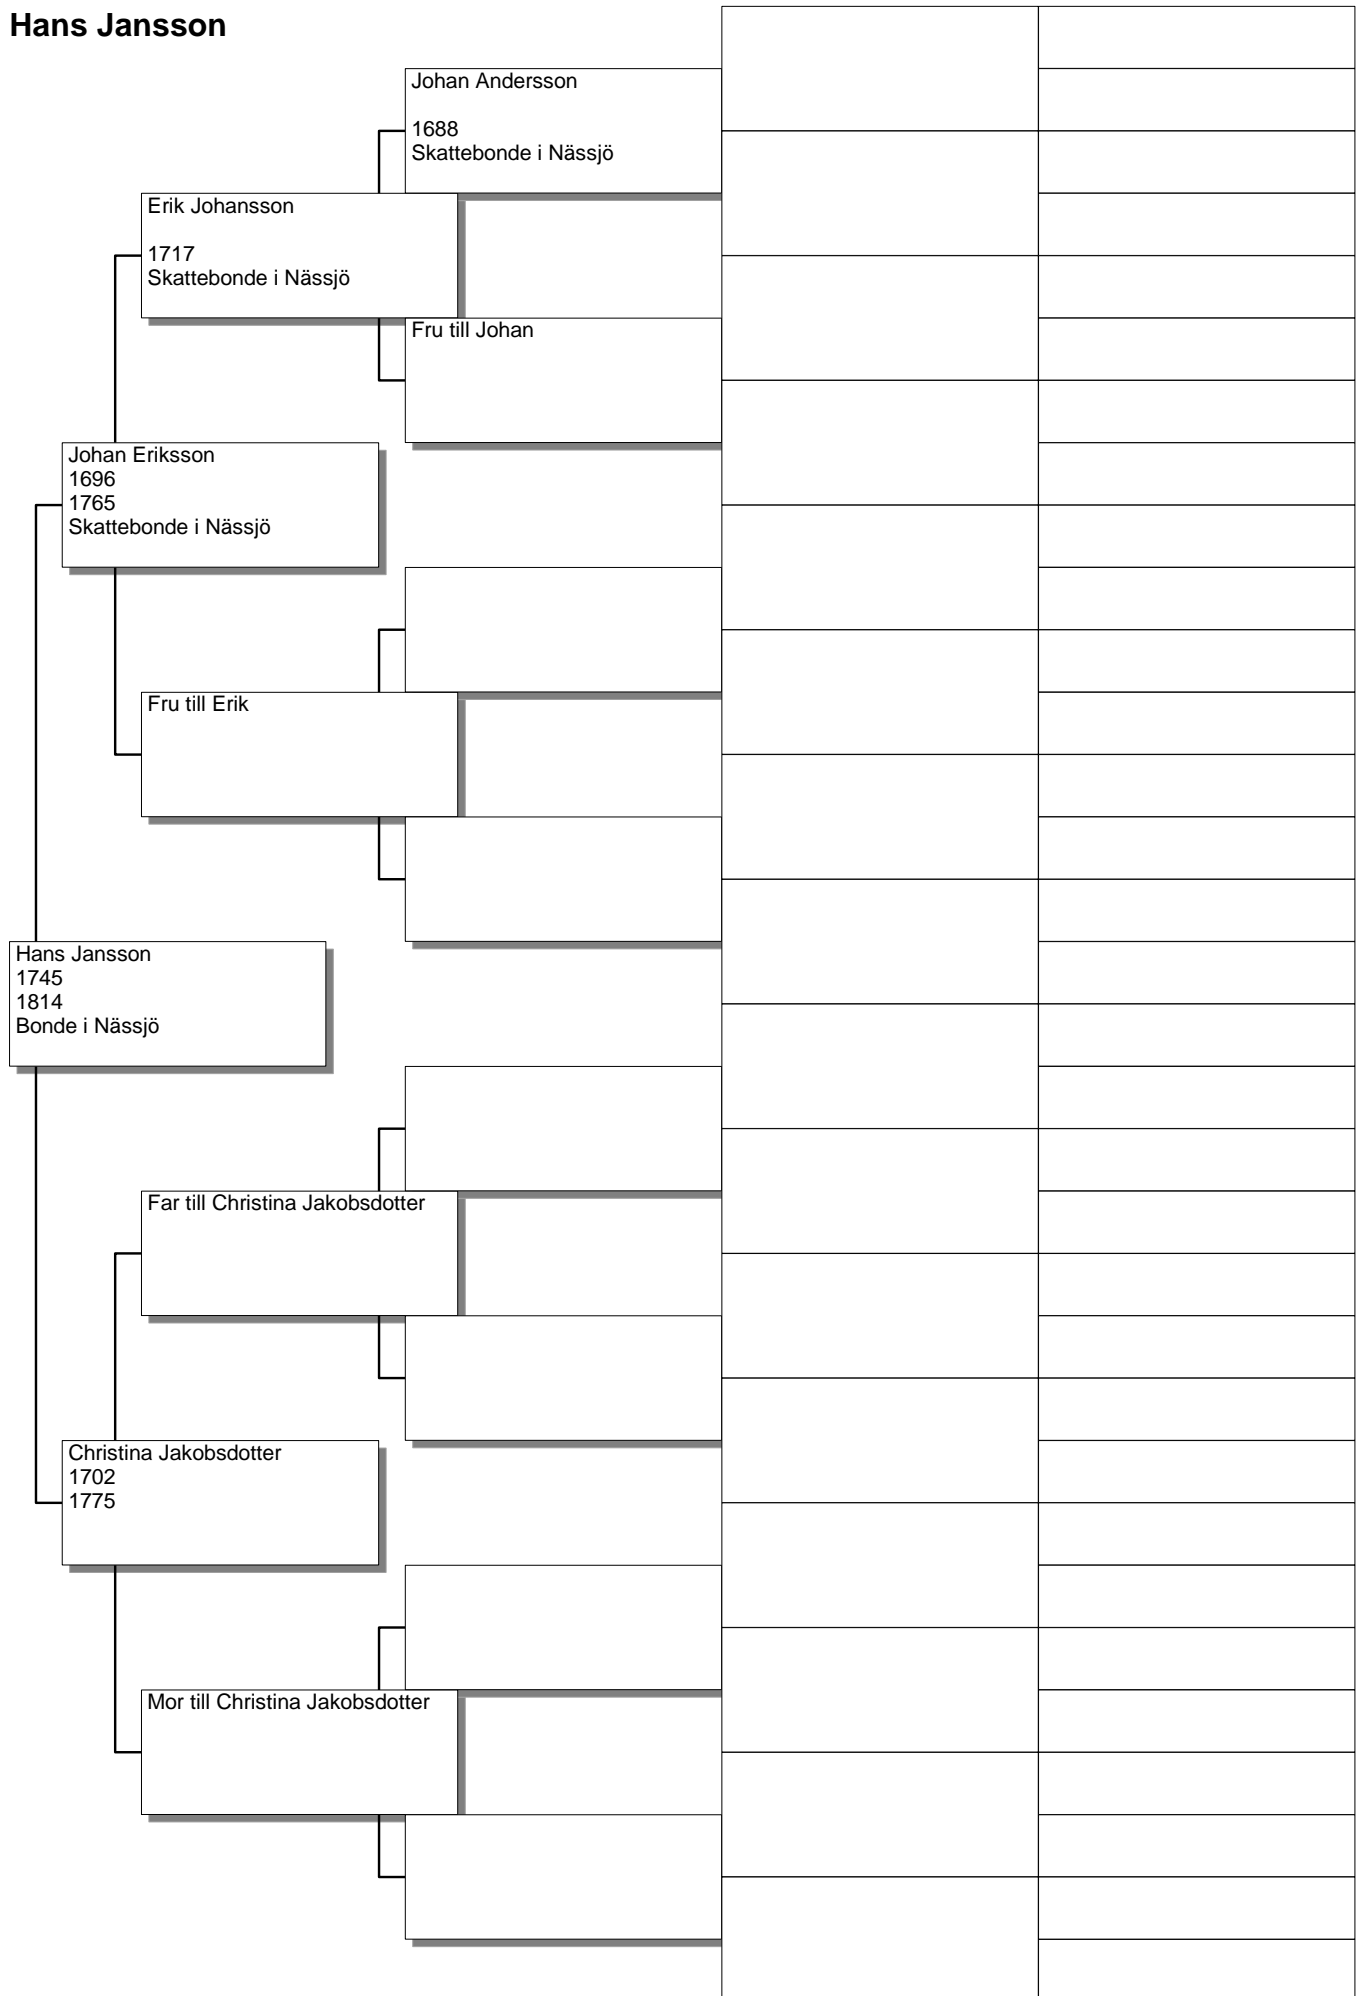 Hans Jansson
Johan Andersson
1688
Skattebonde i Nässjö
Erik Johansson
1717
Skattebonde i Nässjö
Fru till Johan
Johan Eriksson
1696
1765
Skattebonde i Nässjö
Fru till Erik
Hans Jansson
1745
1814
Bonde i Nässjö
Far till Christina Jakobsdotter
Christina Jakobsdotter
1702
1775
Mor till Christina Jakobsdotter